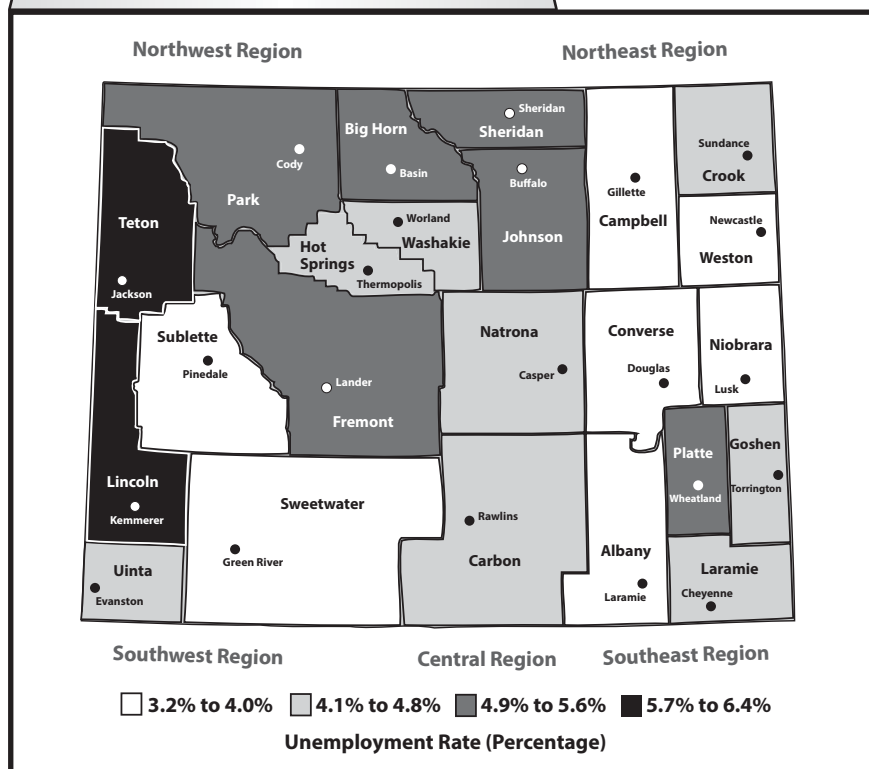 Northwest Region
Northeast Region
Sheridan
Sheridan
Big Horn
Basin
Cody
Park
Buffalo
Johnson
Gillette
Campbell
Sundance
Crook
Newcastle
Weston
Teton
Jackson
Worland
Washakie
Hot
Springs
Thermopolis
Sublette
Pinedale
Lander
Fremont
Natrona
Casper
Converse
Douglas
Niobrara
Lusk
Lincoln
Kemmerer
Sweetwater
Green River
Rawlins
Carbon
Platte
Wheatland
Goshen
Torrington
Albany
Laramie
Laramie
Cheyenne
Uinta
Evanston
Southwest Region
Central Region
Southeast Region
3.2% to 4.0% 4.1% to 4.8% 4.9% to 5.6% 5.7% to 6.4%
Unemployment Rate (Percentage)